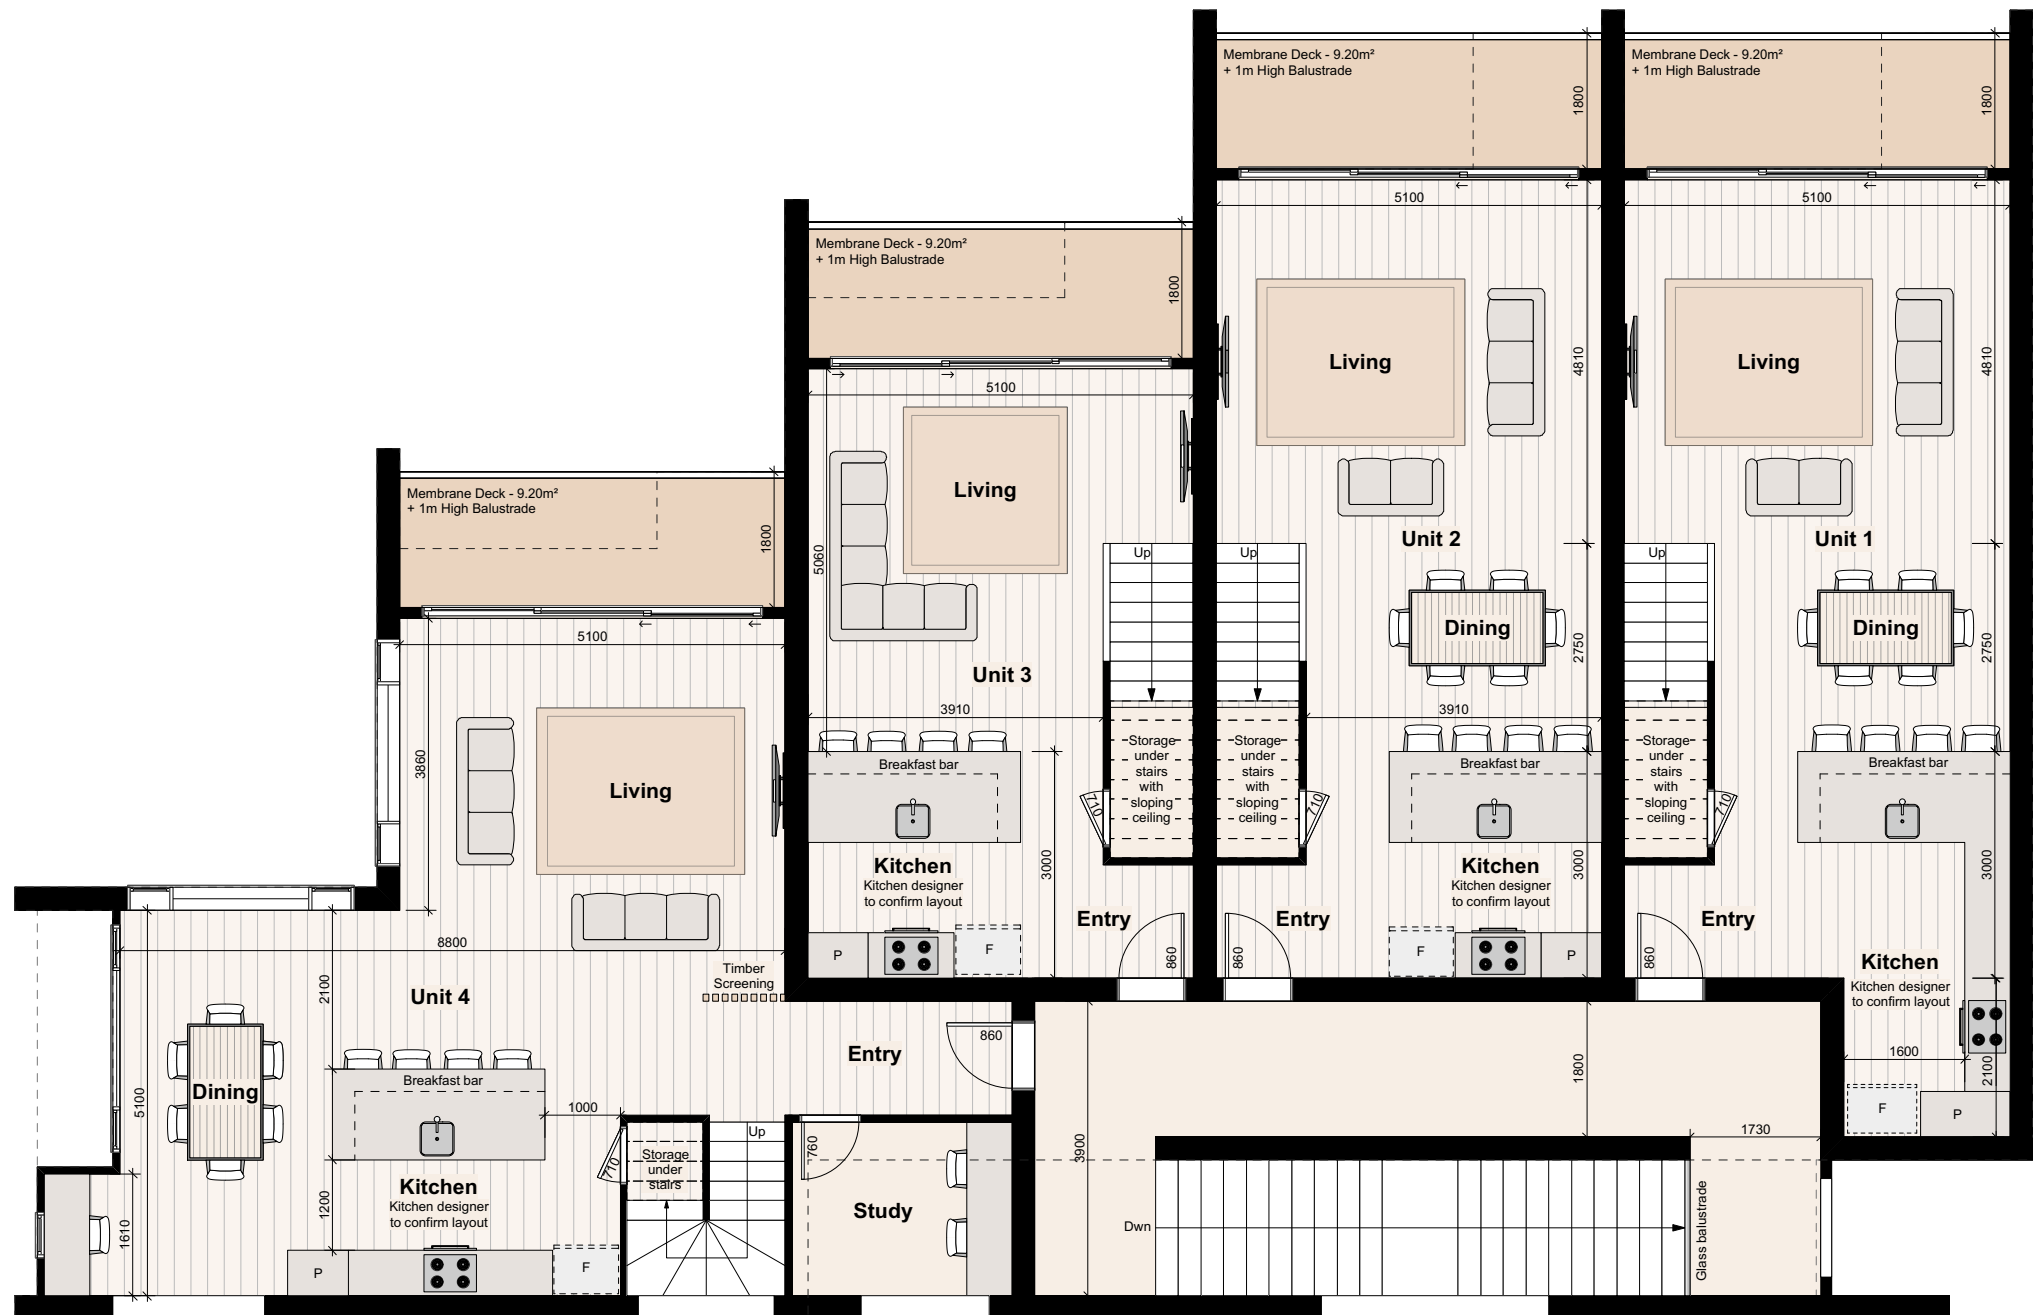 Membrane Deck - 9.20m²
+ 1m High Balustrade
1800
Membrane Deck - 9.20m²
+ 1m High Balustrade
1800
5100
5100
Membrane Deck - 9.20m²
+ 1m High Balustrade
1800
Living
4810
Living
4810
5100
Membrane Deck - 9.20m²
+ 1m High Balustrade
1800
Living
5060
Unit 2
Unit 1
Up
Up
Up
Dining
2750
Dining
2750
5100
Unit 3
3910
3910
Storage
under
stairs
with
sloping
ceiling
710
Storage
under
stairs
with
sloping
ceiling
710
Storage
under
stairs
with
sloping
ceiling
710
Breakfast bar
Breakfast bar
Breakfast bar
3860
Living
Kitchen
Kitchen designer
to confirm layout
3000
Kitchen
Kitchen designer
to confirm layout
3000
3000
Entry
Entry
Entry
860
860
860
P
F
F
P
8800
Timber
Screening
2100
Unit 4
Kitchen
Kitchen designer
to confirm layout
1600
2100
F
P
Entry
860
1800
Dining
5100
Breakfast bar
1000
Up
760
3900
1730
Storage
under
stairs
710
Kitchen
Kitchen designer
to confirm layout
1200
1610
Study
Dwn
Glass balustrade
P
F